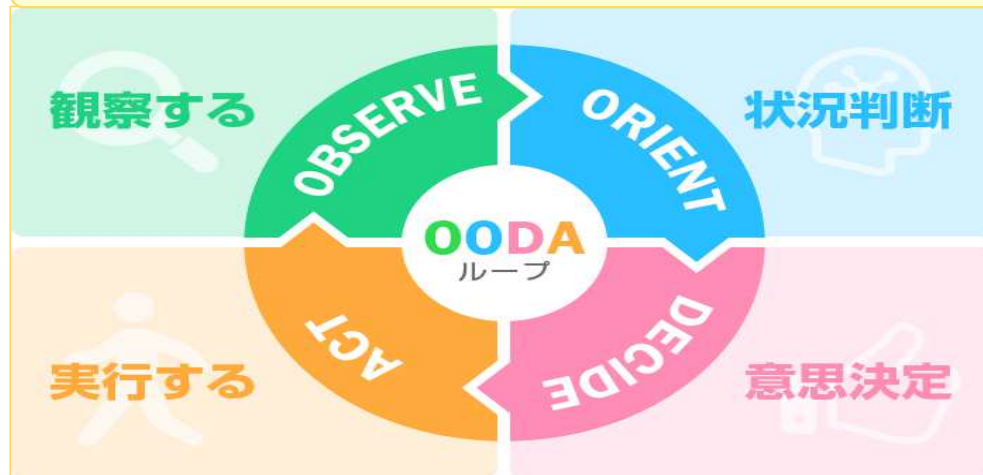 観察する
OBSERVE
ORIENT
状況判断
OODA
ループ
実行する
ACT
DECIDE
意思決定